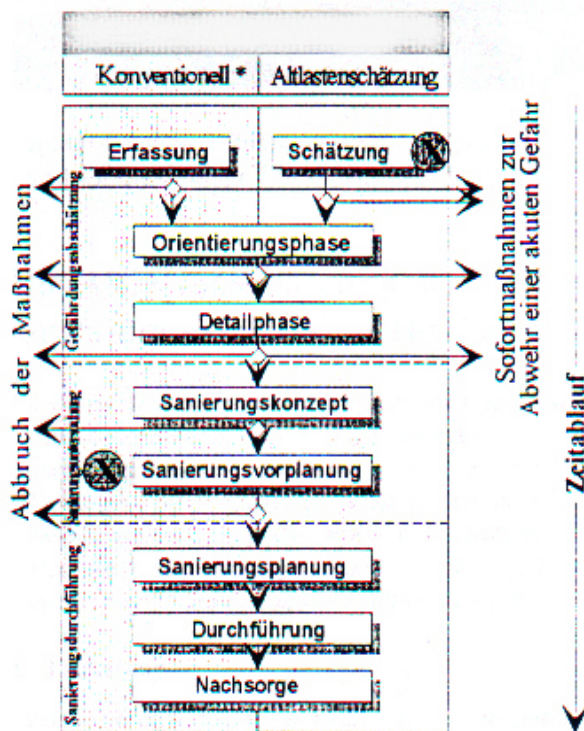 Konventionell *
Altlastenschätzung
Erfassung
Schätzung
X
Orientierungsphase
Detailphase
Sanierungskonzept
X
Sanierungsvorplanung
Sanierungsplanung
Durchführung
Nachsorge
Abbruch der Maßnahmen
Gefährdungsabschätzung
Sanierungsdurchführung
Sofortmaßnahmen zur
Abwehr einer akuten Gefahr
Zeitablauf